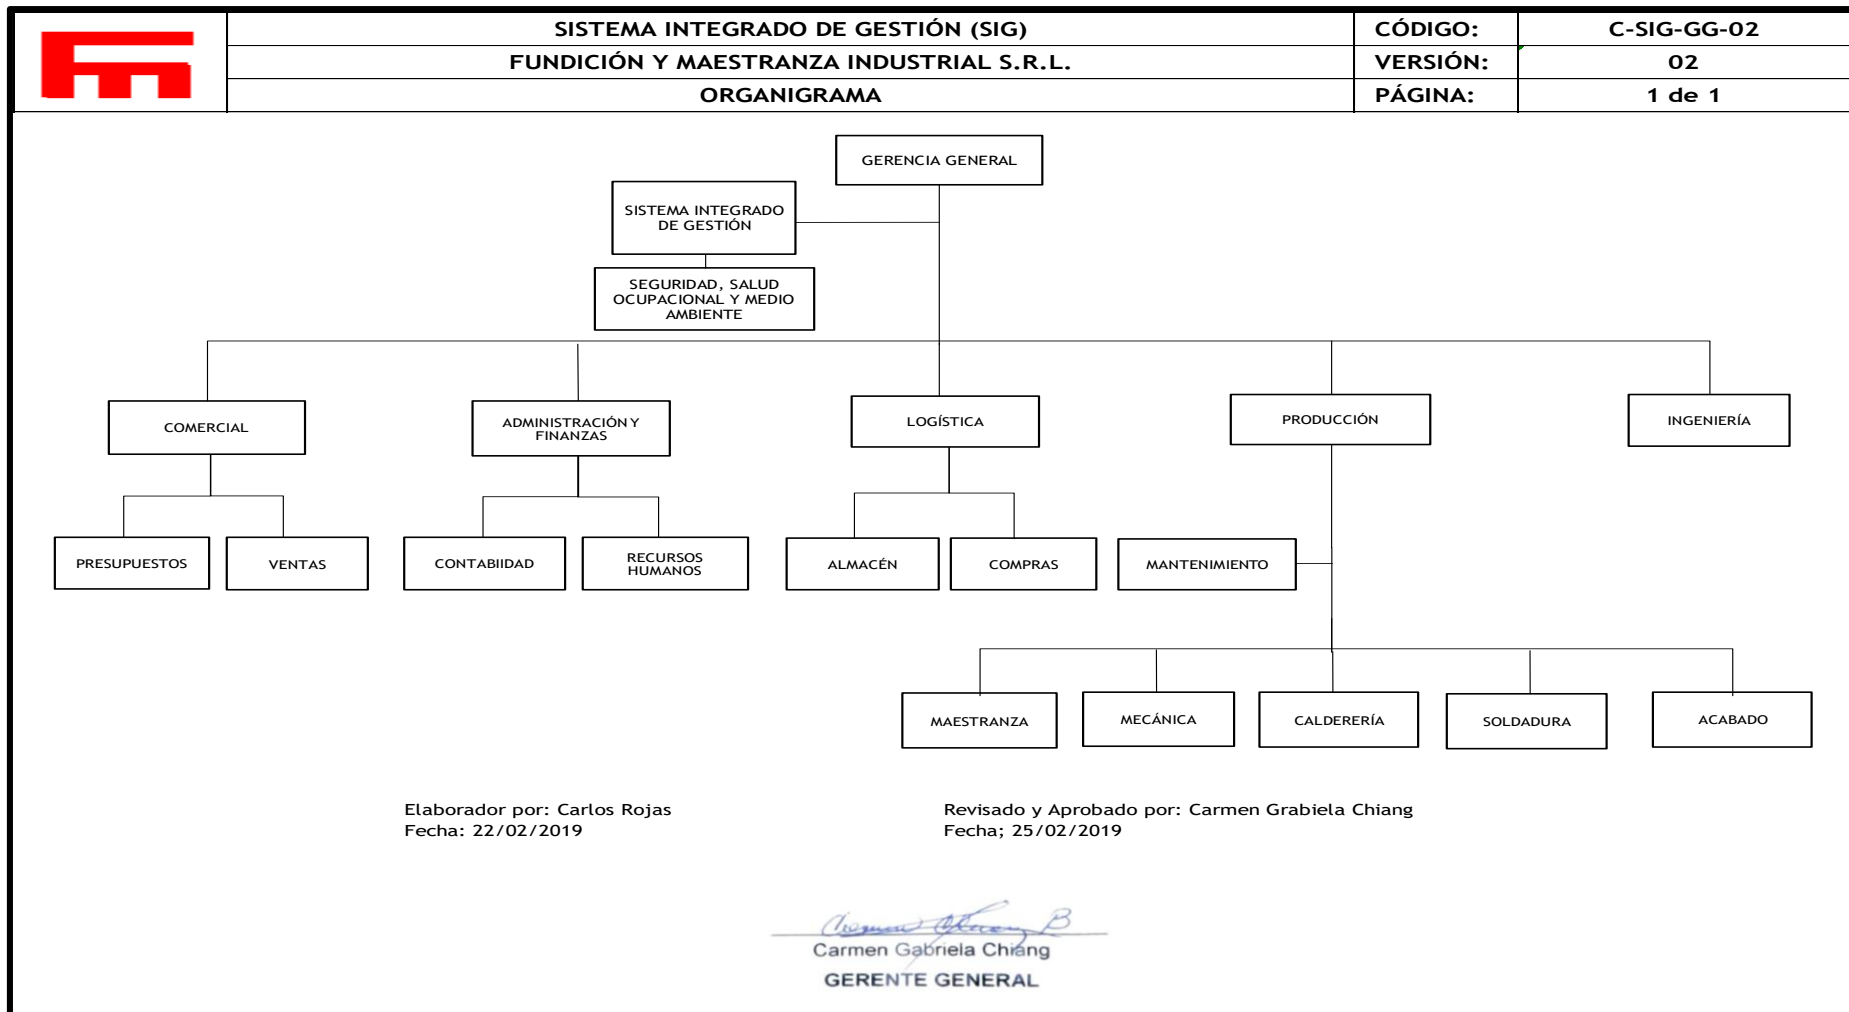 SISTEMA INTEGRADO DE GESTIÓN (SIG)
CÓDIGO:
C-SIG-GG-02
FUNDICIÓN Y MAESTRANZA INDUSTRIAL S.R.L.
VERSIÓN:
02
ORGANIGRAMA
PÁGINA:
1 de 1
GERENCIA GENERAL
SISTEMA INTEGRADO
DE GESTIÓN
SEGURIDAD, SALUD
OCUPACIONAL Y MEDIO
AMBIENTE
COMERCIAL
ADMINISTRACIÓN Y
FINANZAS
LOGÍSTICA
PRODUCCIÓN
INGENIERÍA
PRESUPUESTOS
VENTAS
CONTABIIDAD
RECURSOS
HUMANOS
ALMACÉN
COMPRAS
MANTENIMIENTO
MAESTRANZA
MECÁNICA
CALDERERÍA
SOLDADURA
ACABADO
Elaborador por: Carlos Rojas
Fecha: 22/02/2019
Revisado y Aprobado por: Carmen Grabiela Chiang
Fecha; 25/02/2019
Carmen Gabriela Chiang
GERENTE GENERAL